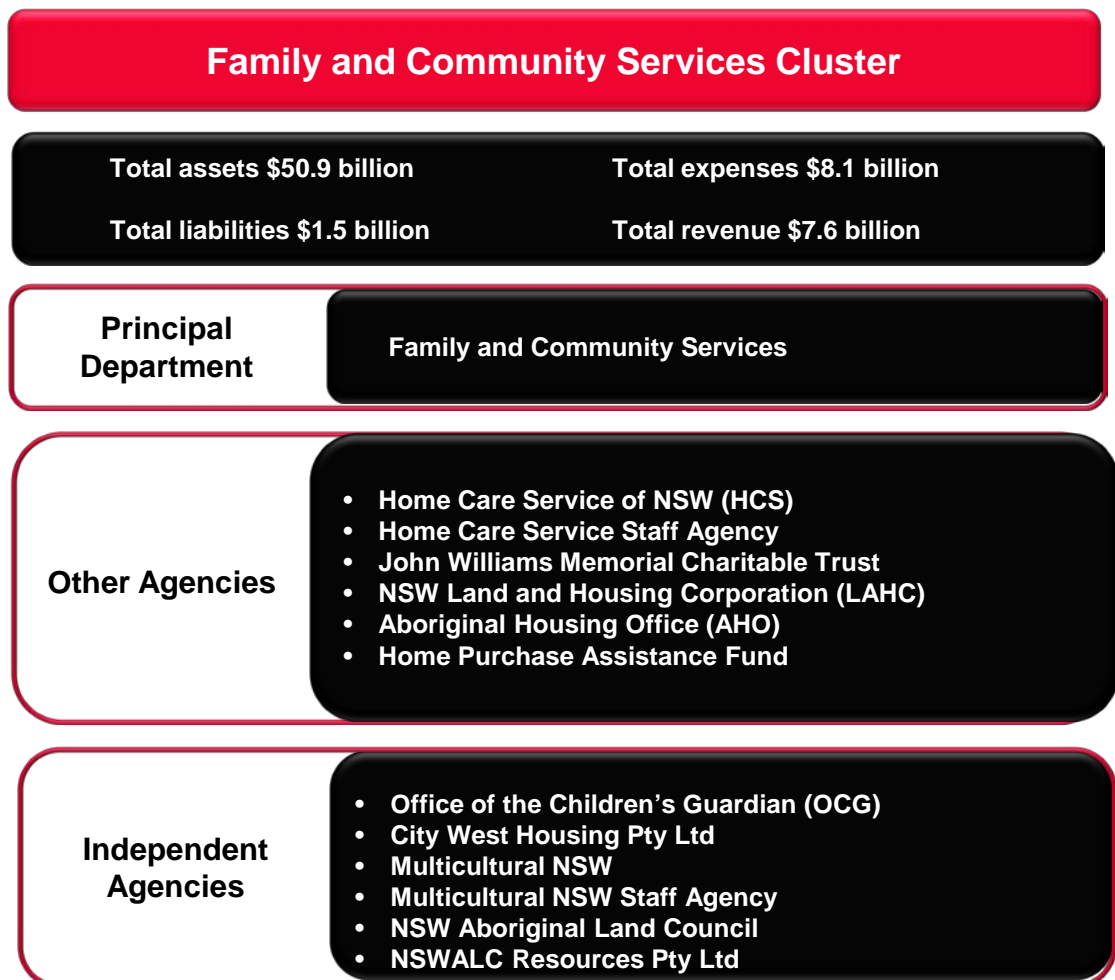 Family and Community Services Cluster
Total assets $50.9 billion
Total expenses $8.1 billion
Total liabilities $1.5 billion
Total revenue $7.6 billion
Principal
Department
Family and Community Services
Other Agencies
• Home Care Service of NSW (HCS)
• Home Care Service Staff Agency
• John Williams Memorial Charitable Trust
• NSW Land and Housing Corporation (LAHC)
• Aboriginal Housing Office (AHO)
• Home Purchase Assistance Fund
Independent
Agencies
• Office of the Children’s Guardian (OCG)
• City West Housing Pty Ltd
• Multicultural NSW
• Multicultural NSW Staff Agency
• NSW Aboriginal Land Council
• NSWALC Resources Pty Ltd